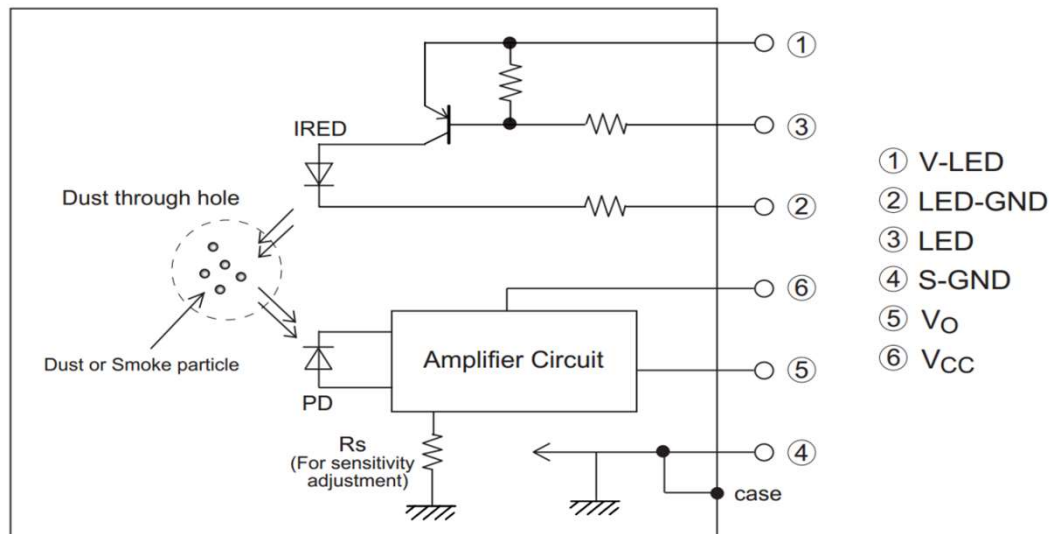 ①
IRED
③
Dust through hole
②
⑥
Amplifier Circuit
⑤
Dust or Smoke particle
PD
Rs
(For sensitivity
adjustment)
④
case
① V-LED
② LED-GND
③ LED
④ S-GND
⑤ VO
⑥ VCC